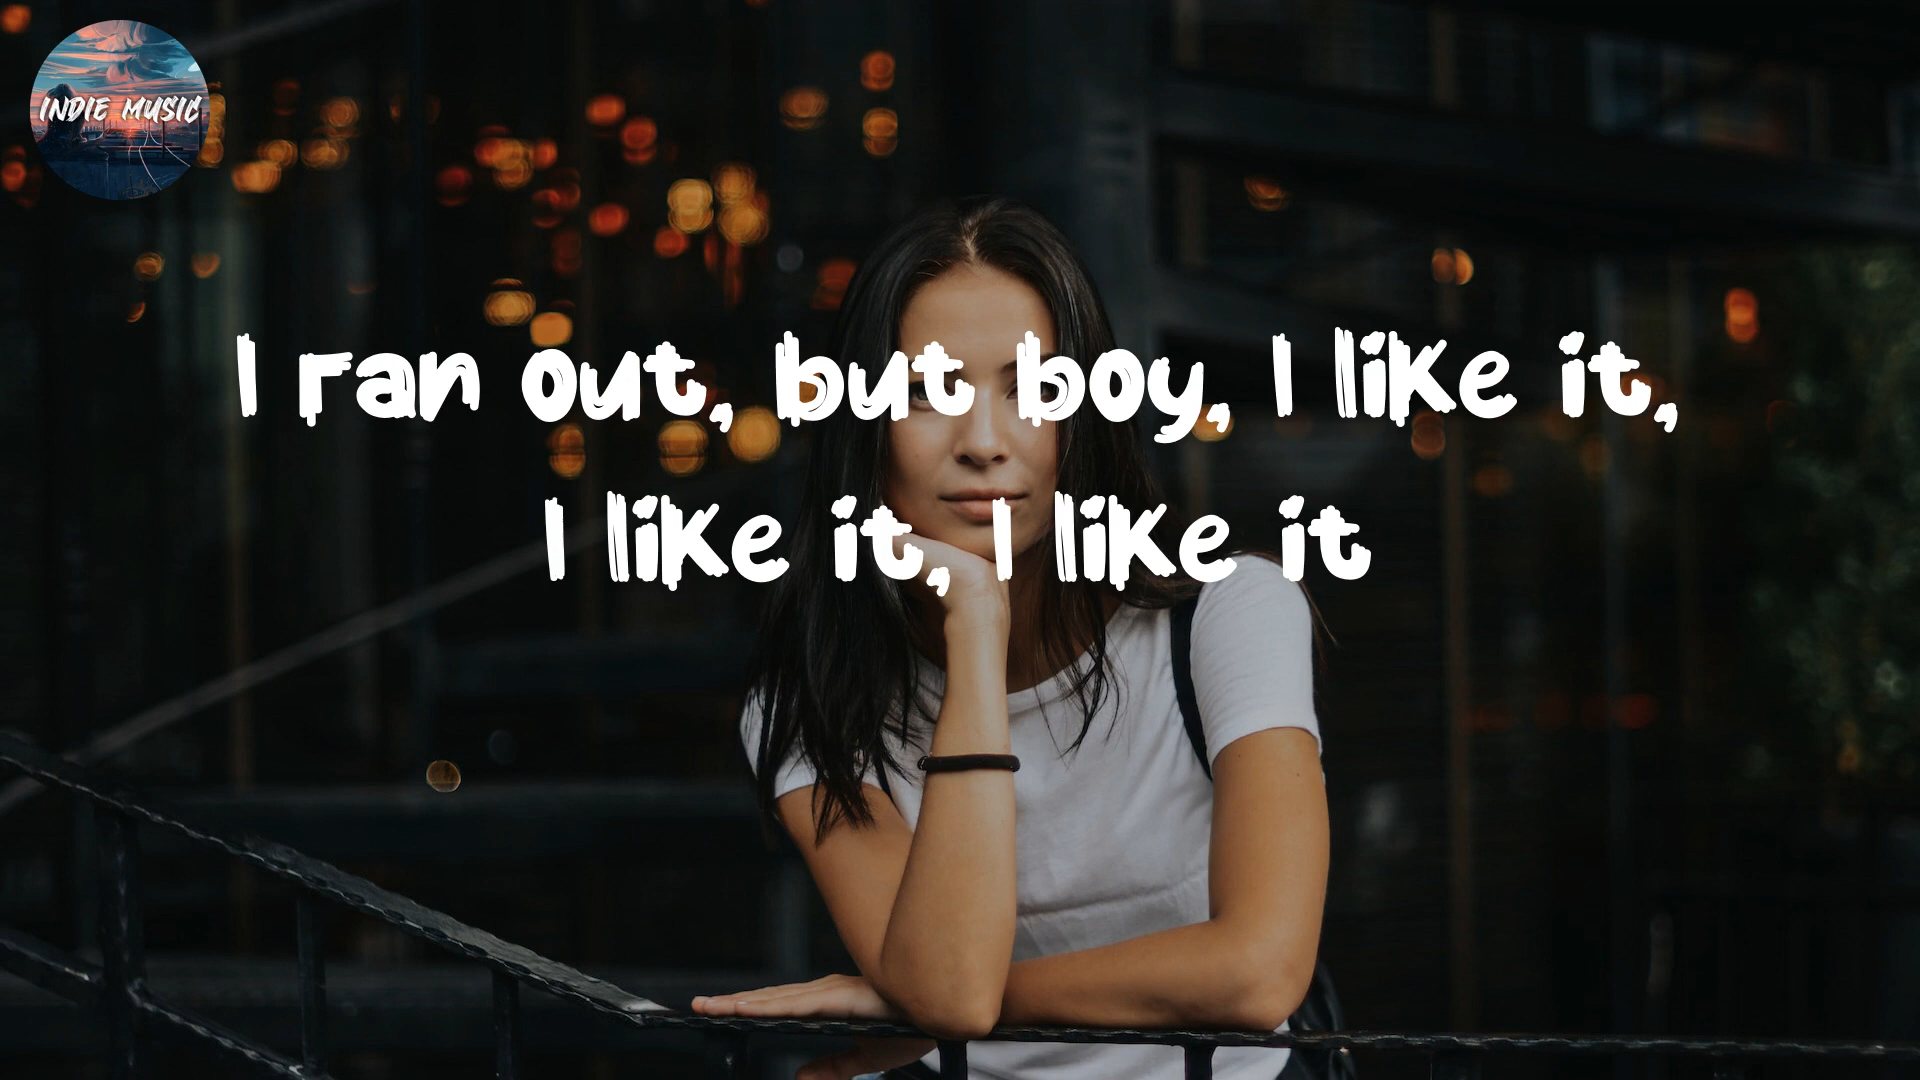 INDIE MUSIC
I ran out, but boy, I like it,
I like it, I like it